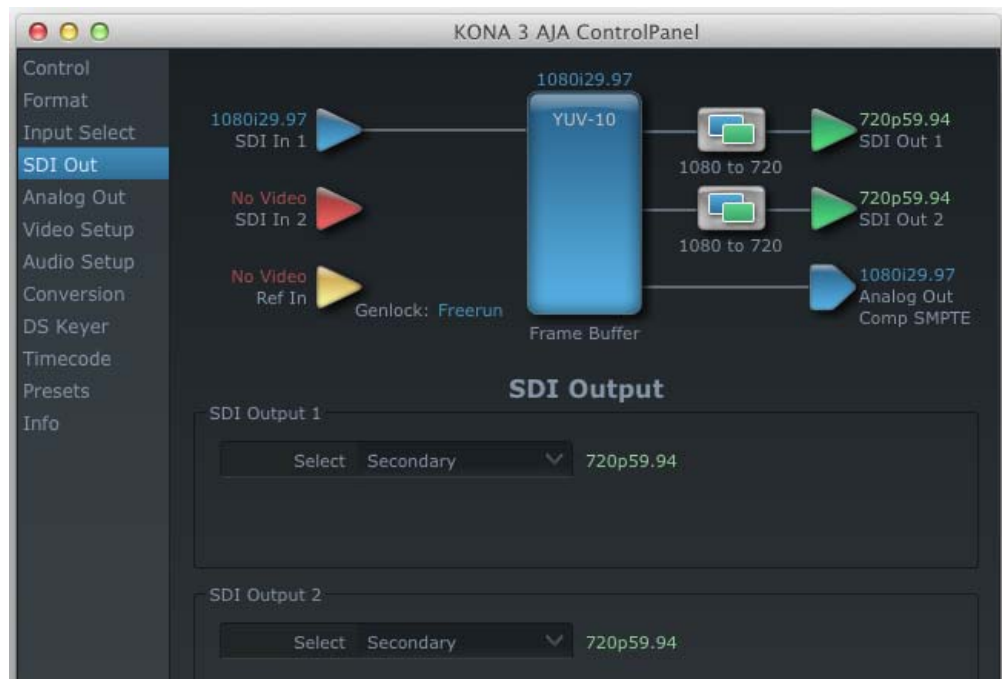 KONA 3 AJA ControlPanel
Control
Format
Input Select
SDI Out
Analog Out
Video Setup
Audio Setup
Conversion
DS Keyer
Timecode
Presets
Info
1080i29.97
1080i29.97
SDI In 1
YUV-10
720p59.94
SDI Out 1
1080 to 720
No Video
SDI In 2
720p59.94
SDI Out 2
1080 to 720
No Video
Ref In
Genlock: Freerun
1080i29.97
Analog Out
Comp SMPTE
Frame Buffer
SDI Output
SDI Output 1
Select Secondary 720p59.94
SDI Output 2
Select Secondary 720p59.94